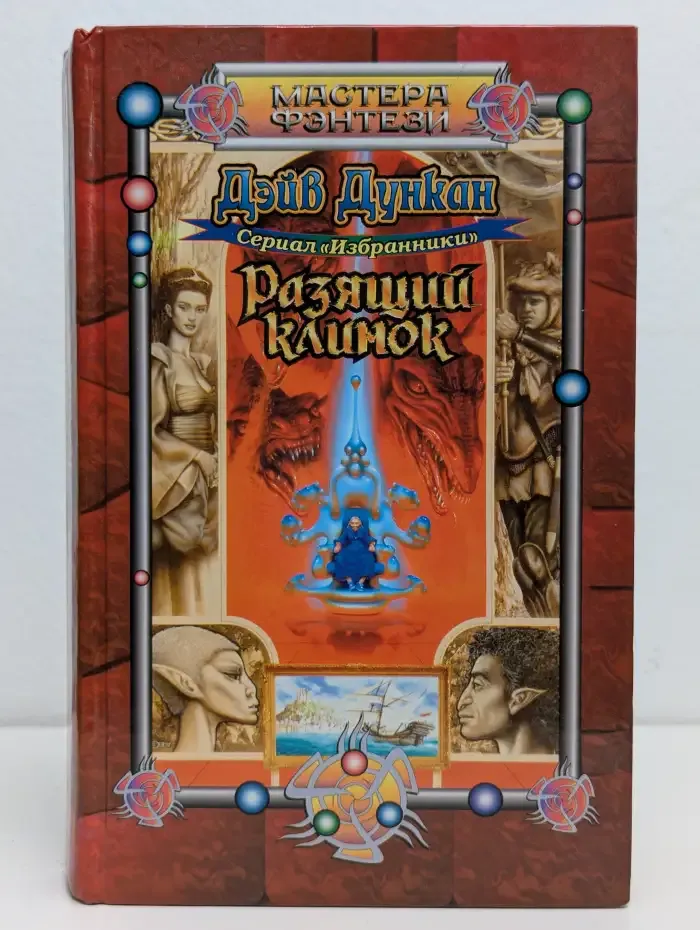 МАСТЕРА
ФЭНТЕЗИ
Дэйв Дункан
Сериал «Избранники»
Разящий
клинок